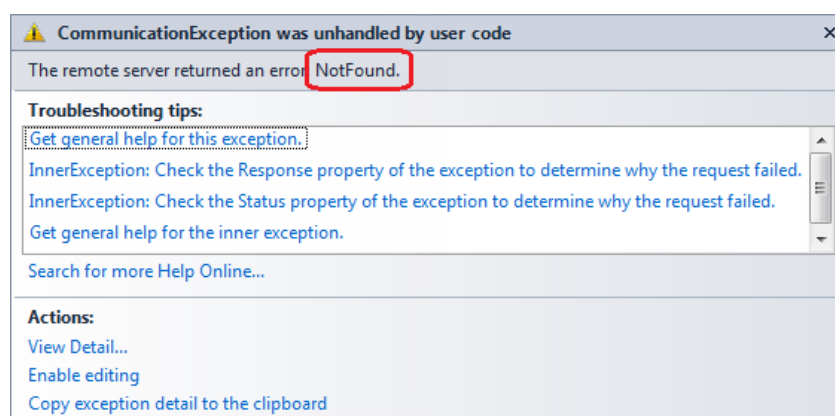 CommunicationException was unhandled by user code
The remote server returned an error NotFound.
Troubleshooting tips:
Get general help for this exception.
InnerException: Check the Response property of the exception to determine why the request failed.
InnerException: Check the Status property of the exception to determine why the request failed.
Get general help for the inner exception.
Search for more Help Online...
Actions:
View Detail...
Enable editing
Copy exception detail to the clipboard